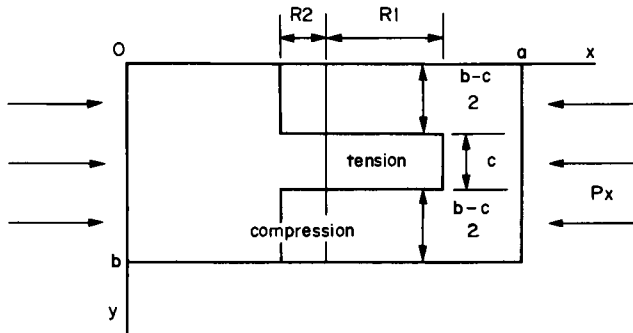 R2 R1
O a x
b-c
2
tension c
b-c
compression 2
Px
b
y